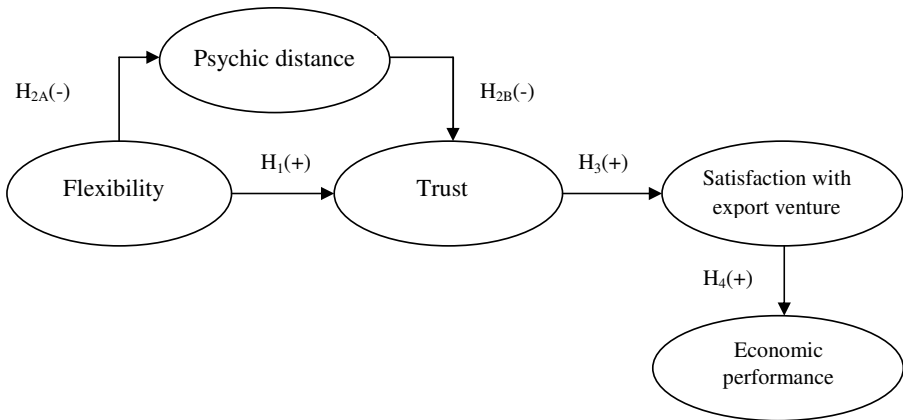 Psychic distance
H2A(-)
H2B(-)
Flexibility
H1(+)
Trust
H3(+)
Satisfaction with
export venture
H4(+)
Economic
performance